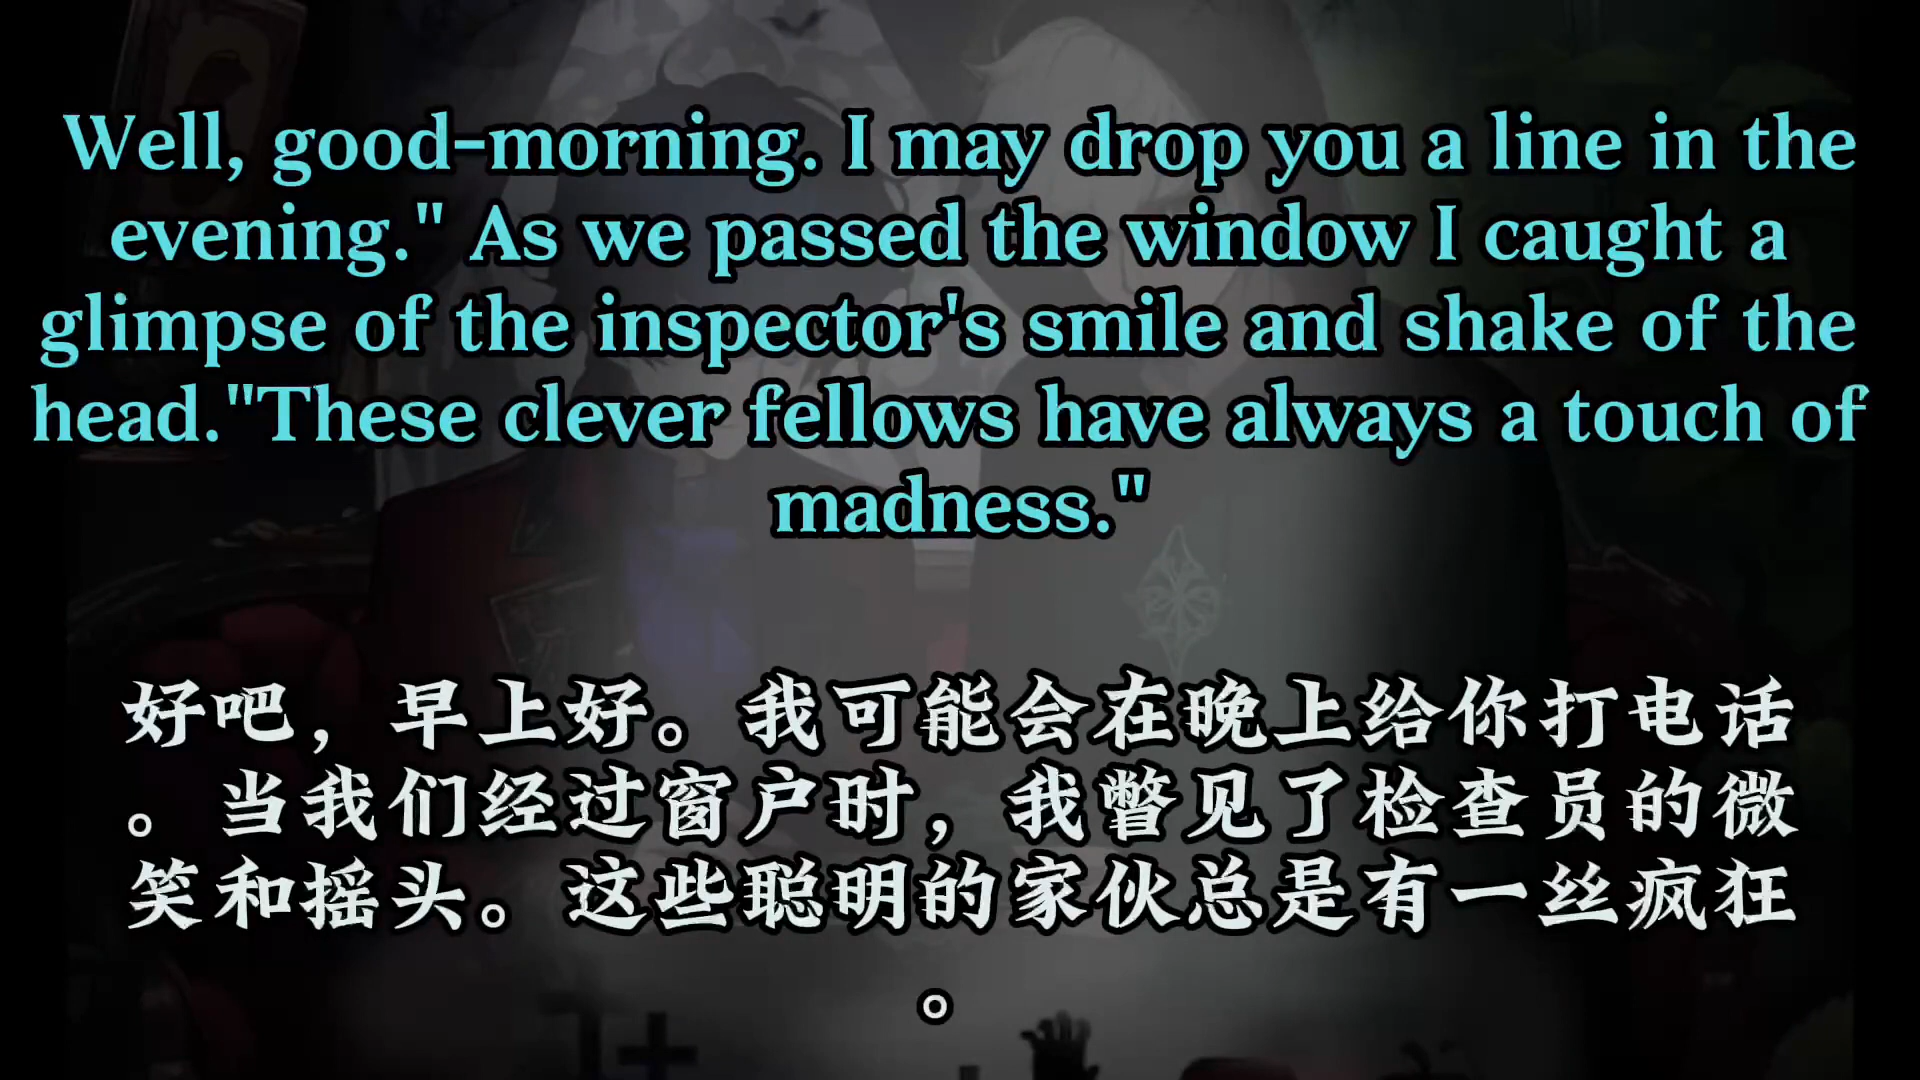 Well, good-morning. I may drop you a line in the
evening." As we passed the window I caught a
glimpse of the inspector's smile and shake of the
head."These clever fellows have always a touch of
madness."
好吧，早上好。我可能会在晚上给你打电话
。当我们经过窗户时，我瞥见了检查员的微
笑和摇头。这些聪明的家伙总是有一丝疯狂
。